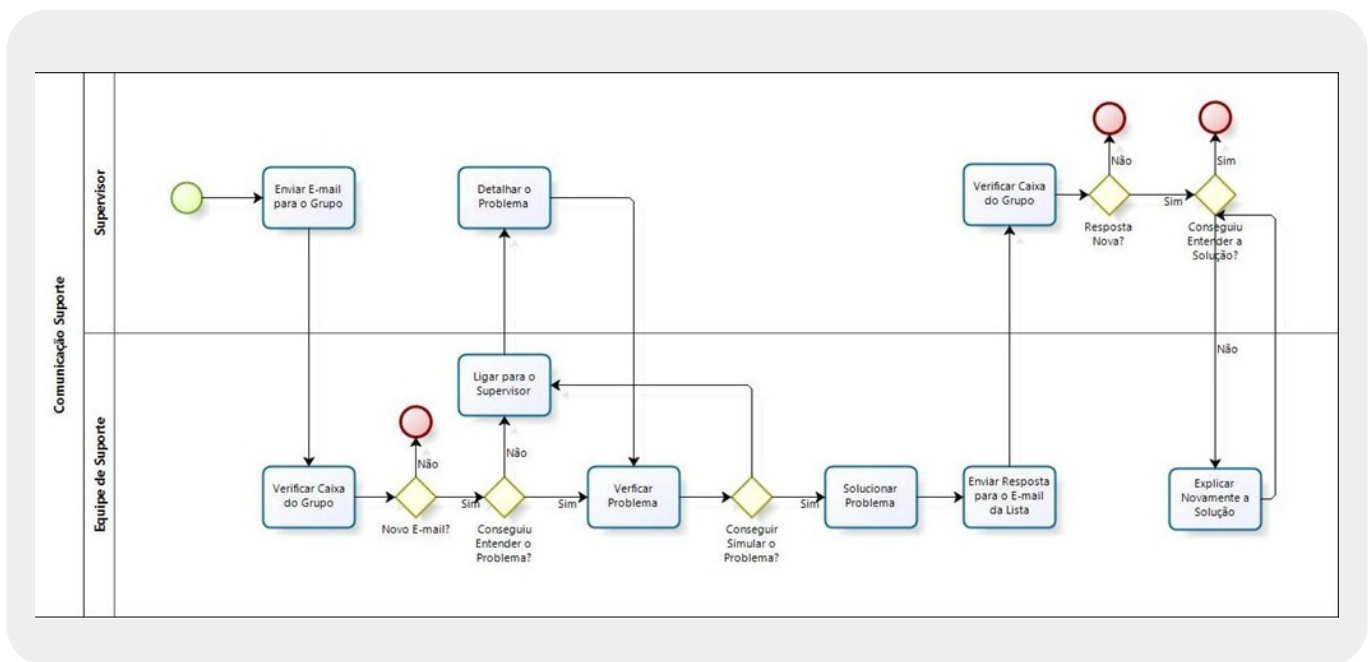 Comunicação Suporte
Supervisor
Enviar E-mail
para o Grupo
Detalhar o
Problema
Verificar Caixa
do Grupo
Não
Sim
Resposta
Nova?
Sim
Conseguiu
Entender a
Solução?
Não
Equipe de Suporte
Ligar para o
Supervisor
Verificar Caixa
do Grupo
Não
Novo E-mail?
Sim
Não
Conseguiu
Entender o
Problema?
Sim
Verficar
Problema
Conseguir
Simular o
Problema?
Sim
Solucionar
Problema
Enviar Resposta
para o E-mail
da Lista
Explicar
Novamente a
Solução